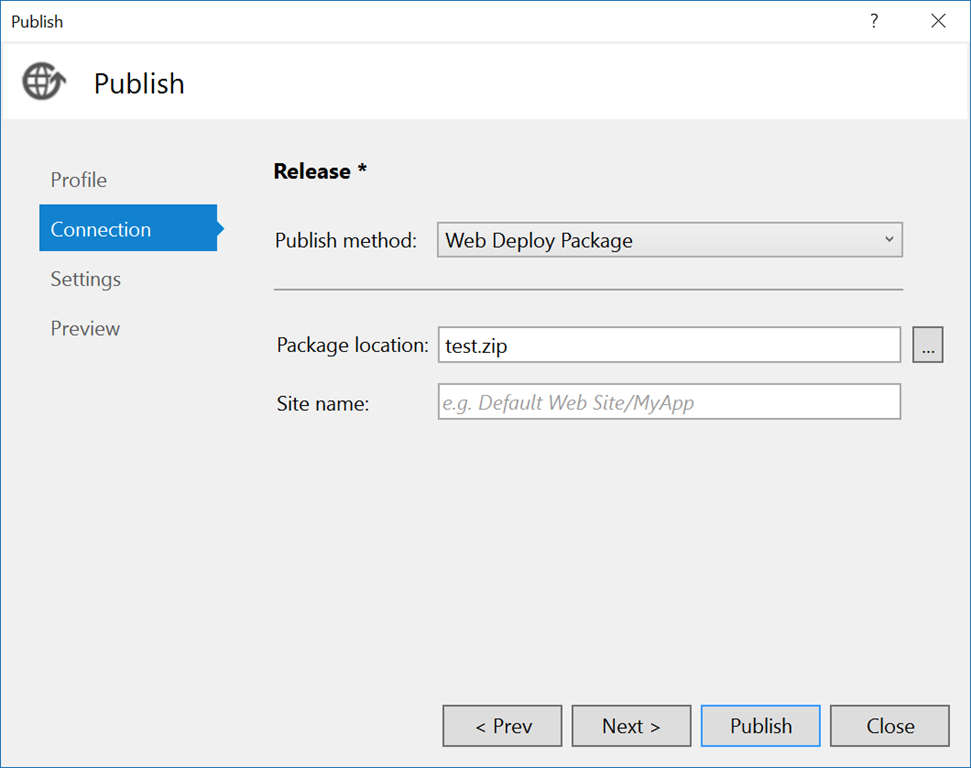 Publish
?
Publish
Profile
Connection
Settings
Preview
Release *
Publish method: Web Deploy Package
Package location: test.zip ...
Site name: e.g. Default Web Site/MyApp
< Prev Next > Publish Close